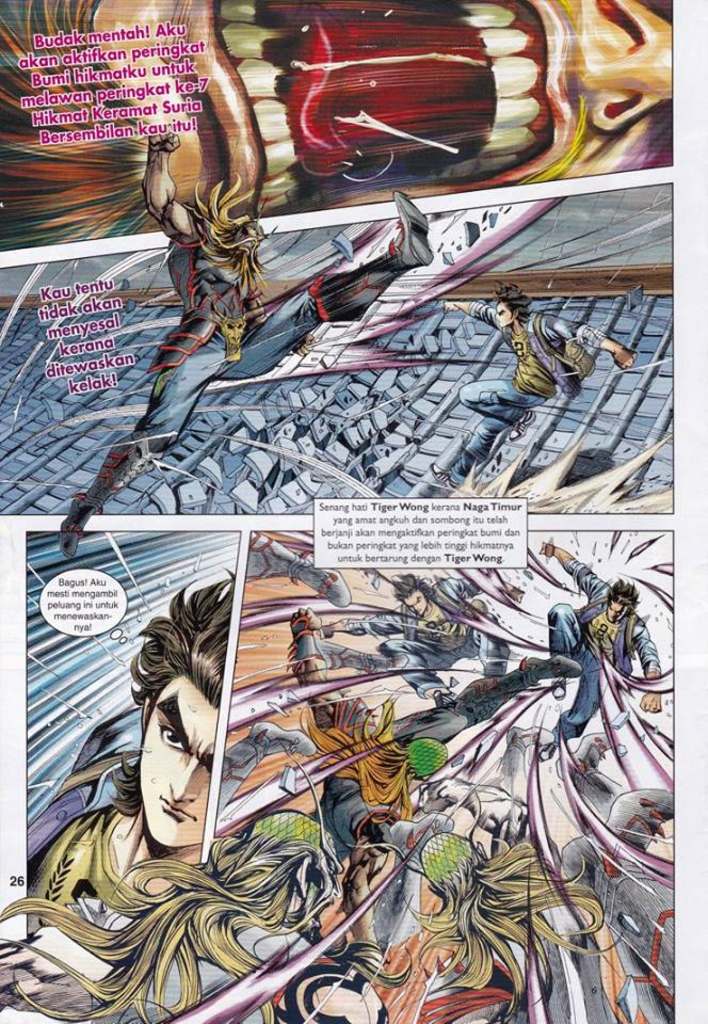 Budak mentah! Aku
akan aktifkan peringkat
Bumi hikmatku untuk
melawan peringkat ke-7
Hikmat Keramat Suria
Bersembilan kau itu!
Kau tentu
tidak akan
menyesal
kerana
ditewaskan
kelak!
Senang hati Tiger Wong kerana Naga Timur
yang amat angkuh dan sombong itu telah
berjanji akan mengaktifkan peringkat bumi dan
bukan peringkat yang lebih tinggi hikmatnya
untuk bertarung dengan Tiger Wong.
Bagus! Aku
mesti mengambil
peluang ini untuk
menewaskan-
nya!
26